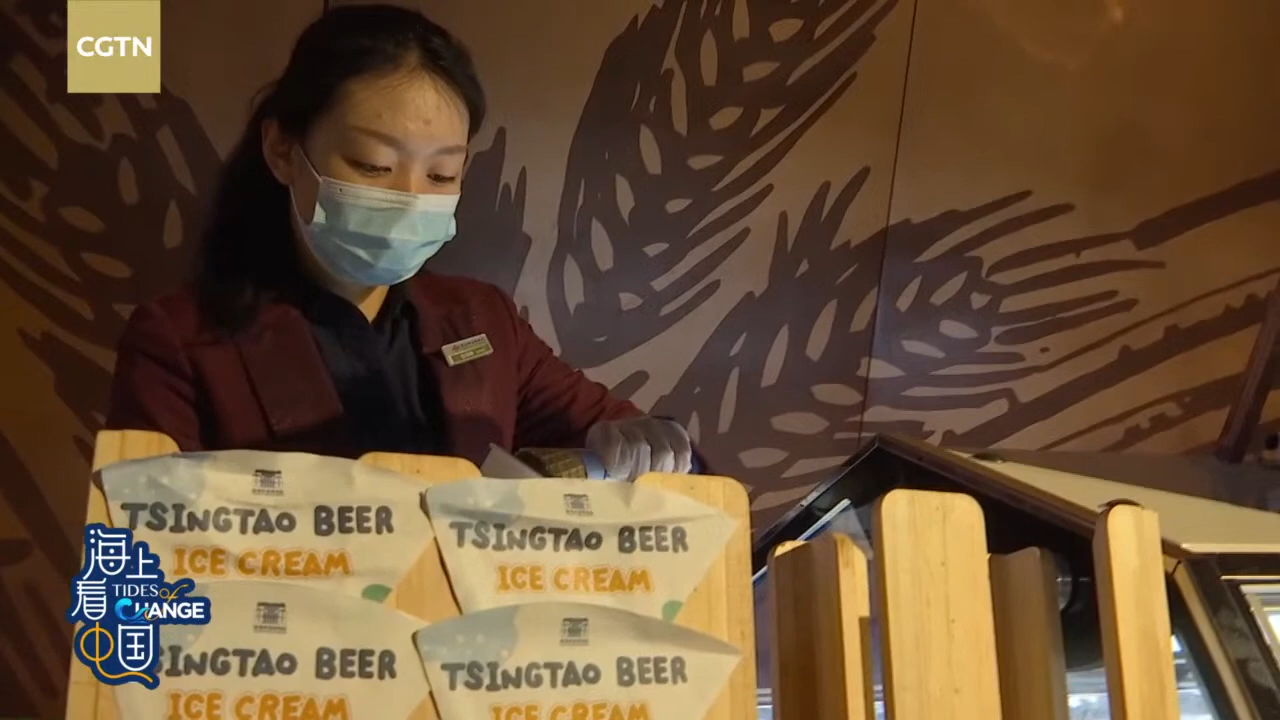 CGTN
TSINGTAO BEER
ICE CREAM
TSINGTAO BEER
ICE CREAM
海上
看
中国
TIDES of
CHANGE
TSINGTAO BEER
ICE CREAM
TSINGTAO BEER
ICE CREAM